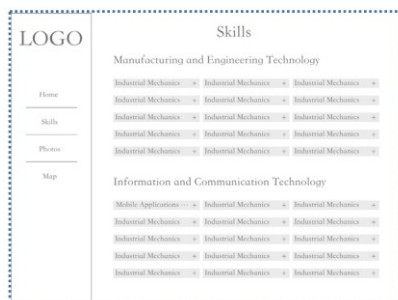 LOGO
Home
Skills
Photos
Map
Skills
Manufacturing and Engineering Technology
Industrial Mechanics + Industrial Mechanics + Industrial Mechanics +
Industrial Mechanics + Industrial Mechanics + Industrial Mechanics +
Industrial Mechanics + Industrial Mechanics + Industrial Mechanics +
Industrial Mechanics + Industrial Mechanics + Industrial Mechanics +
Industrial Mechanics + Industrial Mechanics + Industrial Mechanics +
Information and Communication Technology
Mobile Applications — + Industrial Mechanics + Industrial Mechanics +
Industrial Mechanics + Industrial Mechanics + Industrial Mechanics +
Industrial Mechanics + Industrial Mechanics + Industrial Mechanics +
Industrial Mechanics + Industrial Mechanics + Industrial Mechanics +
Industrial Mechanics + Industrial Mechanics + Industrial Mechanics +